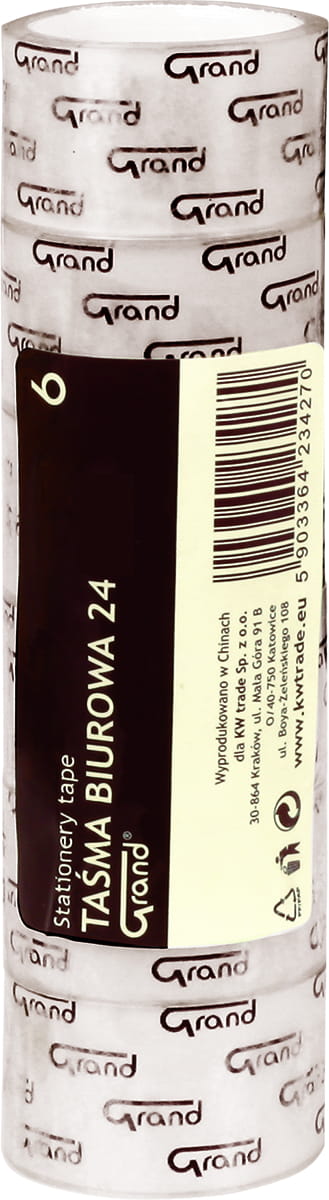 Grand
Grand
Grand
Grand
Grand
Grand
Grand
Grand
Grand
Stationery tape
TAŚMA BIUROWA 24
Grand®
6
5 903364 234270
Wyprodukowano w Chinach
dla KW trade Sp. z o.o.
30-864 Kraków, ul. Mała Góra 91 B
O/40-750 Katowice
ul. Boya-Żeleńskiego 108
www.kwtrade.eu
PP/PAP
Grand
Grand
Grand
Grand
Grand
Grand
Grand